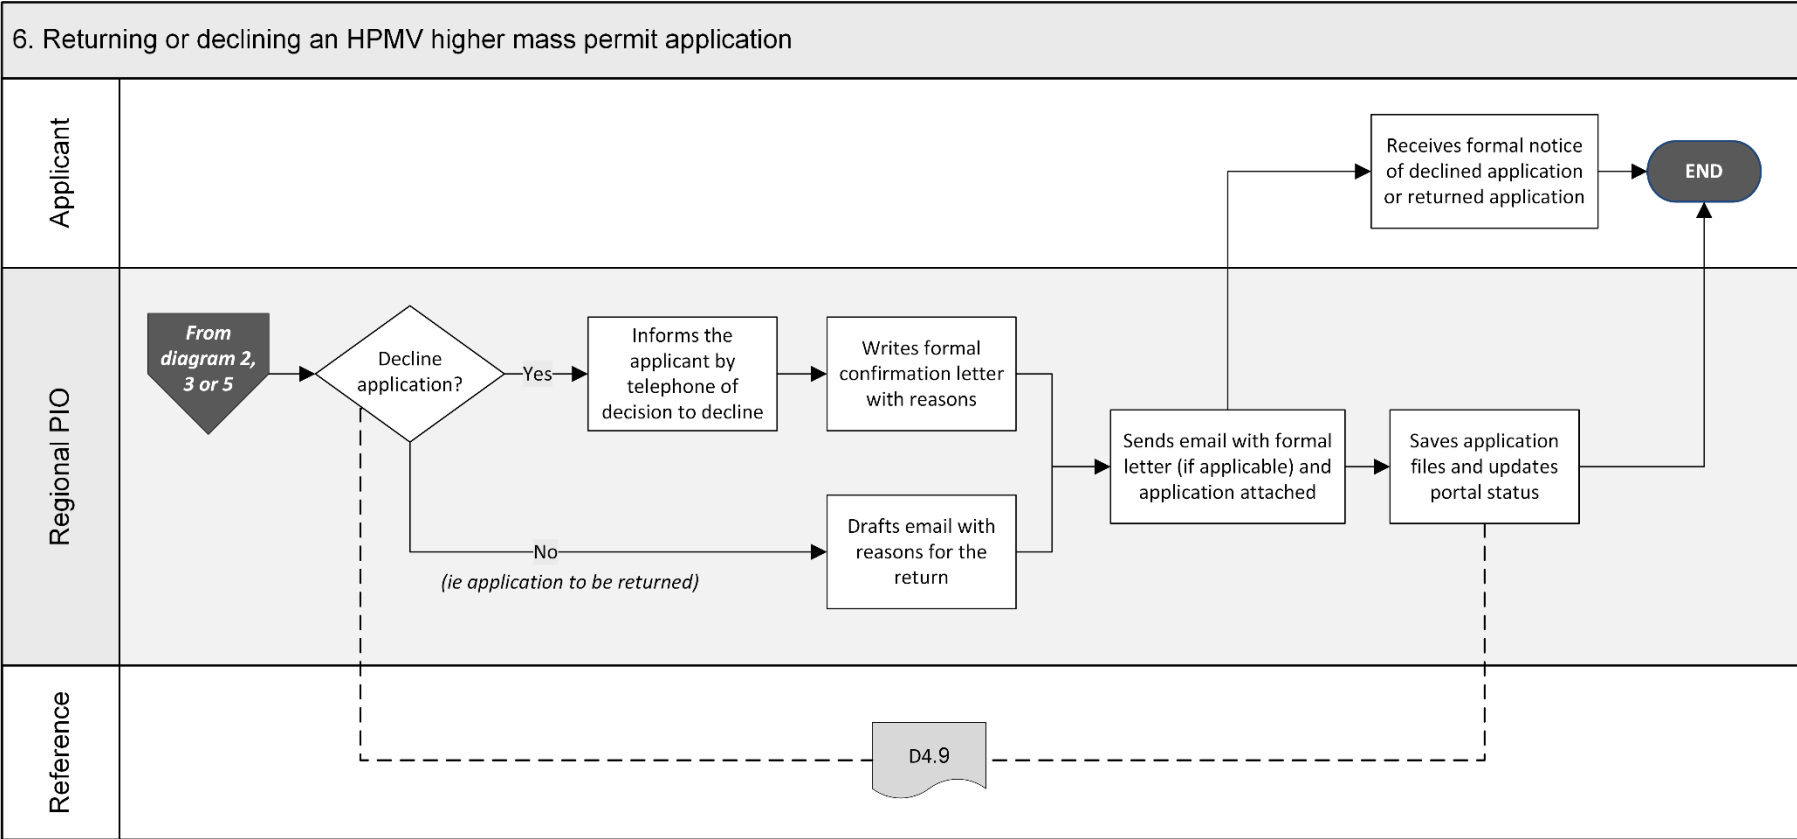 6. Returning or declining an HPMV higher mass permit application
Applicant
Receives formal notice
of declined application
or returned application
END
Regional PIO
From
diagram 2,
3 or 5
Decline
application?
Yes
Informs the
applicant by
telephone of
decision to decline
Writes formal
confirmation letter
with reasons
No
(ie application to be returned)
Drafts email with
reasons for the
return
Sends email with formal
letter (if applicable) and
application attached
Saves application
files and updates
portal status
Reference
D4.9